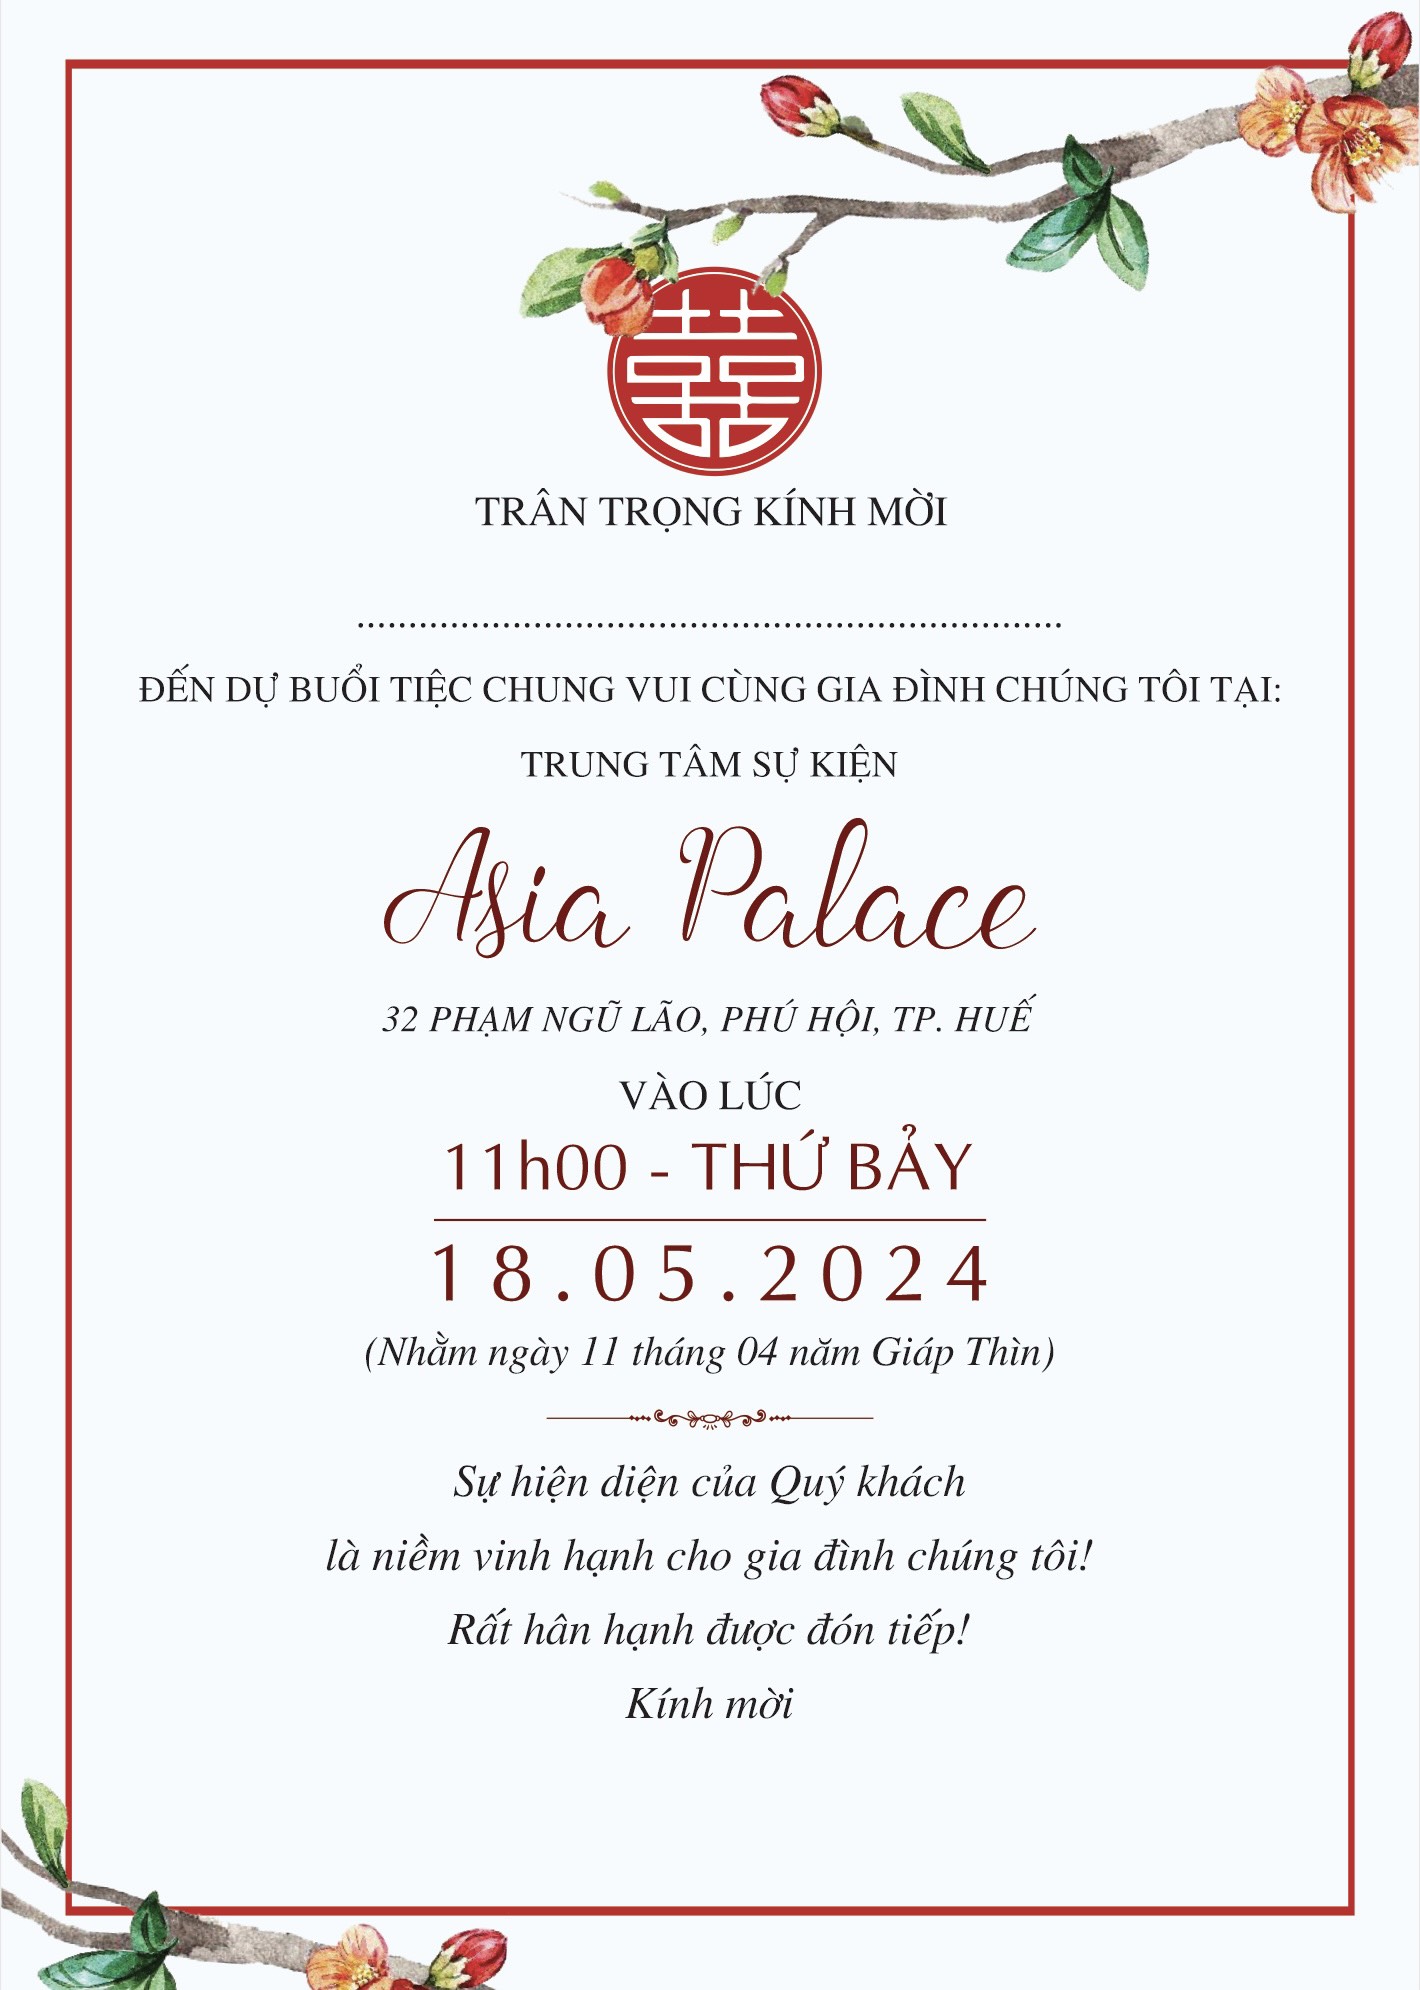 囍
TRÂN TRỌNG KÍNH MỜI
....................................................................
ĐẾN DỰ BUỔI TIỆC CHUNG VUI CÙNG GIA ĐÌNH CHÚNG TÔI TẠI:
TRUNG TÂM SỰ KIỆN
Asia Palace
32 PHẠM NGŨ LÃO, PHÚ HỘI, TP. HUẾ
VÀO LÚC
11h00 - THỨ BẢY
18.05.2024
(Nhằm ngày 11 tháng 04 năm Giáp Thìn)
Sự hiện diện của Quý khách
là niềm vinh hạnh cho gia đình chúng tôi!
Rất hân hạnh được đón tiếp!
Kính mời